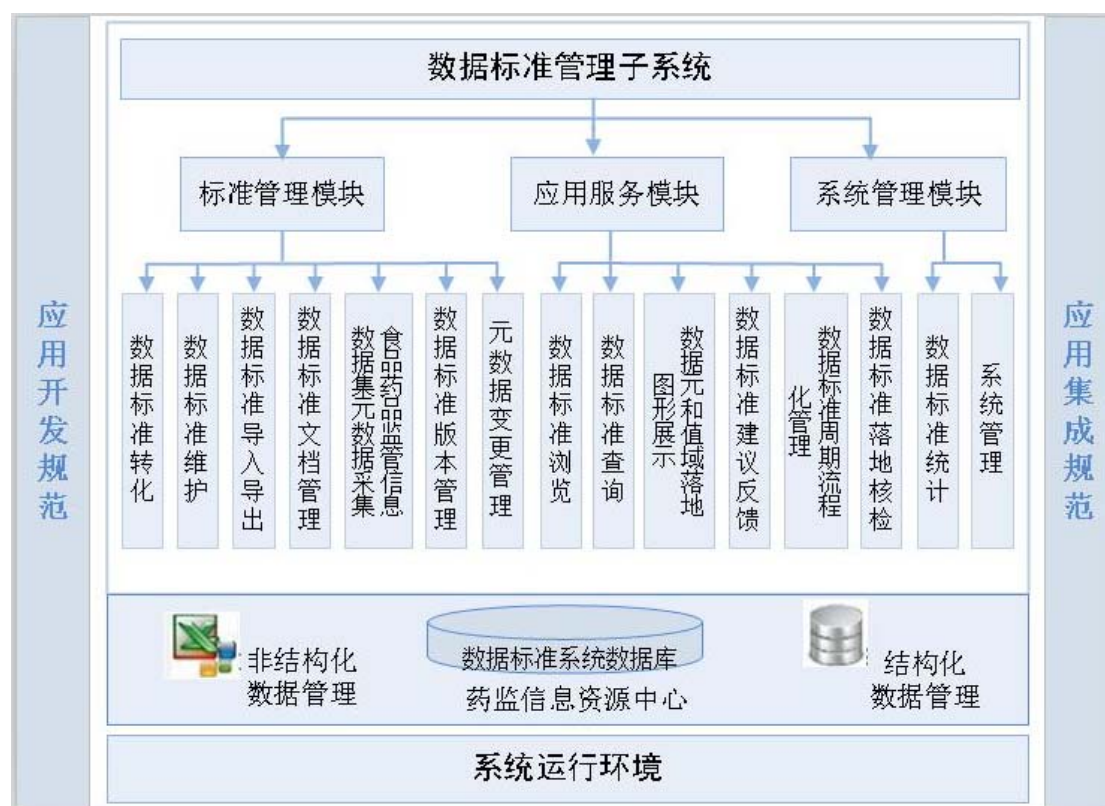 数据标准管理子系统
标准管理模块
应用服务模块
系统管理模块
应用开发规范
数据标准转化
数据标准维护
数据标准导入导出
数据标准文档管理
食品药品监管信息
数据集元数据采集
数据标准版本管理
元数据变更管理
数据标准浏览
数据标准查询
数据元和值域落地
图形展示
数据标准建议反馈
数据标准周期流程
化管理
数据标准落地核检
数据标准统计
系统管理
应用集成规范
非结构化
数据管理
数据标准系统数据库
药监信息资源中心
结构化
数据管理
系统运行环境